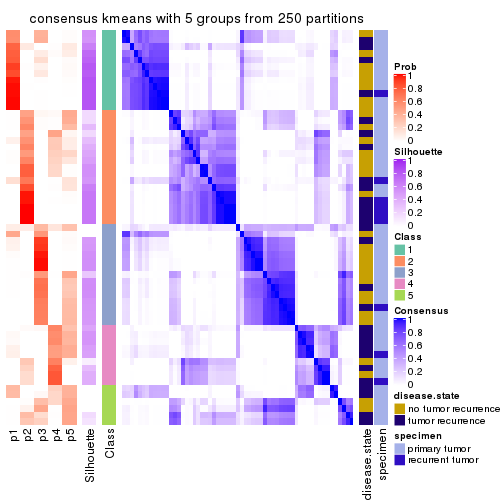 consensus kmeans with 5 groups from 250 partitions
p1
p2
p3
p4
p5
Silhouette
Class
disease.state
specimen
Prob
1
0.8
0.6
0.4
0.2
0
Silhouette
1
0.8
0.6
0.4
0.2
0
Class
1
2
3
4
5
Consensus
1
0.8
0.6
0.4
0.2
0
disease.state
no tumor recurrence
tumor recurrence
specimen
primary tumor
recurrent tumor